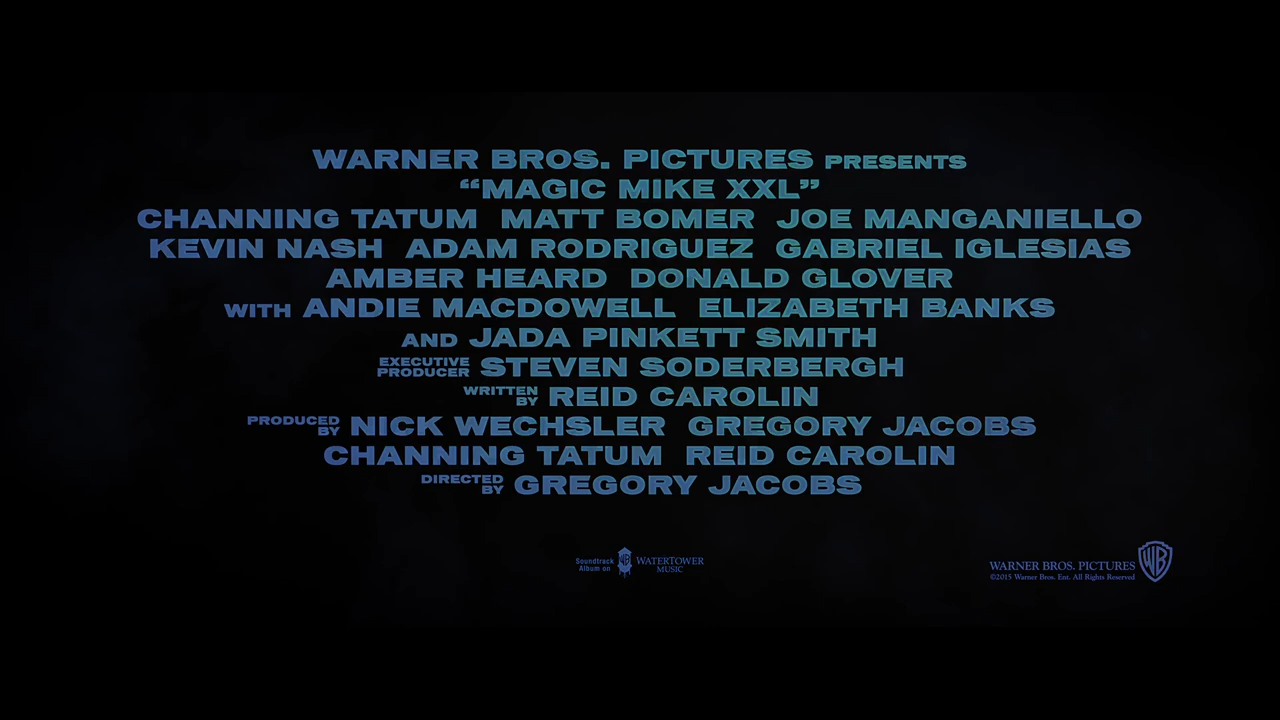 WARNER BROS. PICTURES PRESENTS
“MAGIC MIKE XXL”
CHANNING TATUM MATT BOMER JOE MANGANIELLO
KEVIN NASH ADAM RODRIGUEZ GABRIEL IGLESIAS
AMBER HEARD DONALD GLOVER
WITH ANDIE MACDOWELL ELIZABETH BANKS
AND JADA PINKETT SMITH
EXECUTIVE PRODUCER STEVEN SODERBERGH
WRITTEN BY REID CAROLIN
PRODUCED BY NICK WECHSLER GREGORY JACOBS
CHANNING TATUM REID CAROLIN
DIRECTED BY GREGORY JACOBS
Soundtrack
Album on
WB
WATERTOWER
MUSIC
WARNER BROS. PICTURES
©2015 Warner Bros. Ent. All Rights Reserved
WB